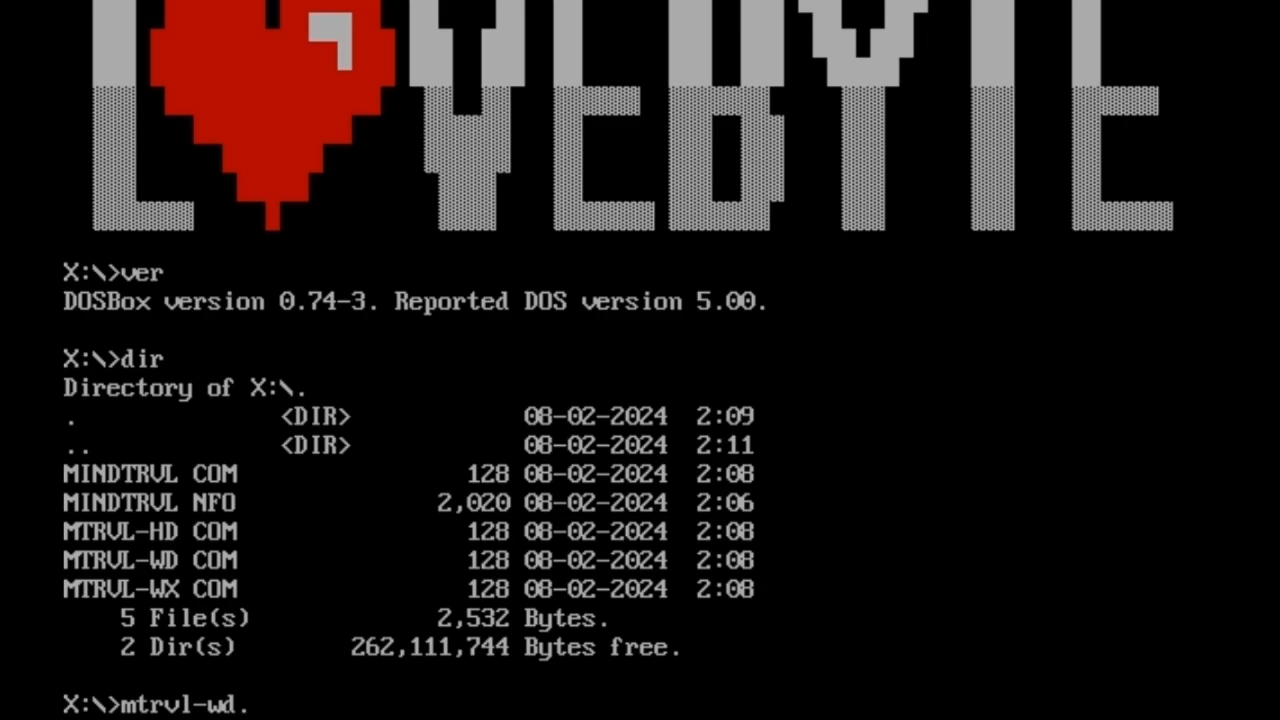 LOVEBYTE
X:\>ver
DOSBox version 0.74-3. Reported DOS version 5.00.
X:\>dir
Directory of X:\.
. <DIR> 08-02-2024 2:09
.. <DIR> 08-02-2024 2:11
MINDTRVL COM 128 08-02-2024 2:08
MINDTRVL NFO 2,020 08-02-2024 2:06
MTRVL-HD COM 128 08-02-2024 2:08
MTRVL-WD COM 128 08-02-2024 2:08
MTRVL-WX COM 128 08-02-2024 2:08
5 File(s) 2,532 Bytes.
2 Dir(s) 262,111,744 Bytes free.
X:\>mtrvl-wd.